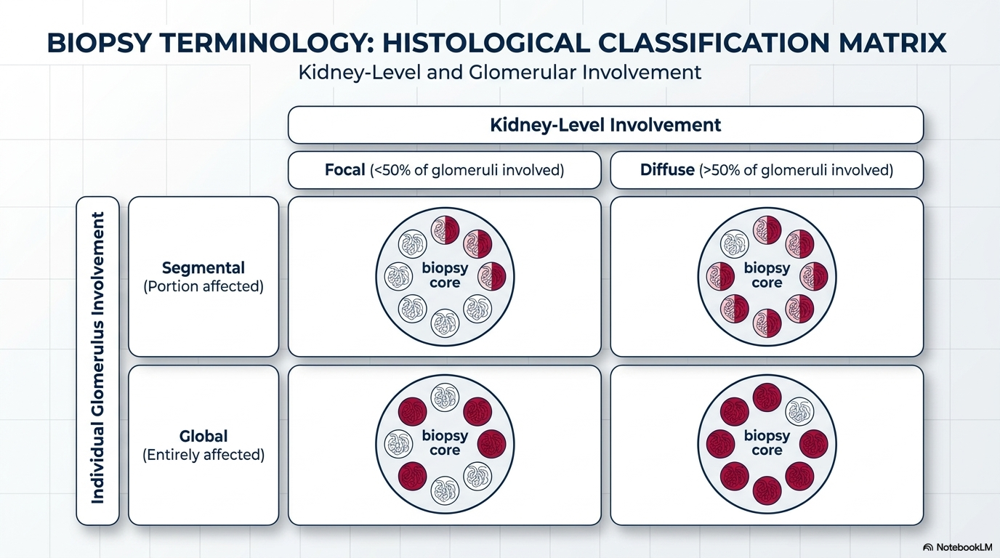 BIOPSY TERMINOLOGY: HISTOLOGICAL CLASSIFICATION MATRIX
Kidney-Level and Glomerular Involvement
Kidney-Level Involvement
Focal (<50% of glomeruli involved)
Diffuse (>50% of glomeruli involved)
Individual Glomerulus Involvement
Segmental
(Portion affected)
biopsy
core
biopsy
core
Global
(Entirely affected)
biopsy
core
biopsy
core
NotebookLM